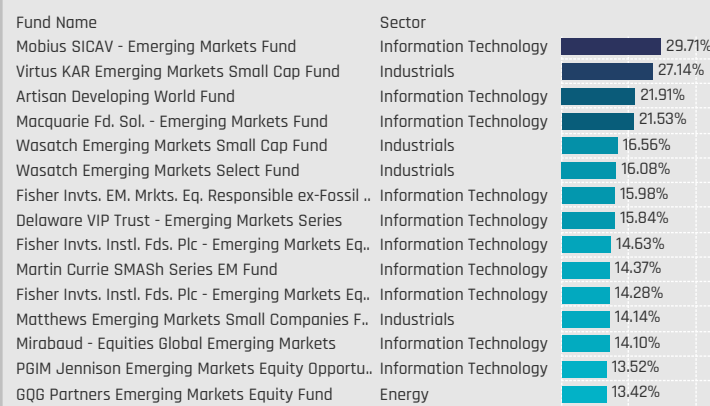 Fund Name Sector
Mobius SICAV - Emerging Markets Fund Information Technology 29.71%
Virtus KAR Emerging Markets Small Cap Fund Industrials 27.14%
Artisan Developing World Fund Information Technology 21.91%
Macquarie Fd. Sol. - Emerging Markets Fund Information Technology 21.53%
Wasatch Emerging Markets Small Cap Fund Industrials 16.56%
Wasatch Emerging Markets Select Fund Industrials 16.08%
Fisher Invts. EM. Mrkts. Eq. Responsible ex-Fossil .. Information Technology 15.98%
Delaware VIP Trust - Emerging Markets Series Information Technology 15.84%
Fisher Invts. Instl. Fds. Plc - Emerging Markets Eq.. Information Technology 14.63%
Martin Currie SMASh Series EM Fund Information Technology 14.37%
Fisher Invts. Instl. Fds. Plc - Emerging Markets Eq.. Information Technology 14.28%
Matthews Emerging Markets Small Companies F.. Industrials 14.14%
Mirabaud - Equities Global Emerging Markets Information Technology 14.10%
PGIM Jennison Emerging Markets Equity Opportu.. Information Technology 13.52%
GQG Partners Emerging Markets Equity Fund Energy 13.42%